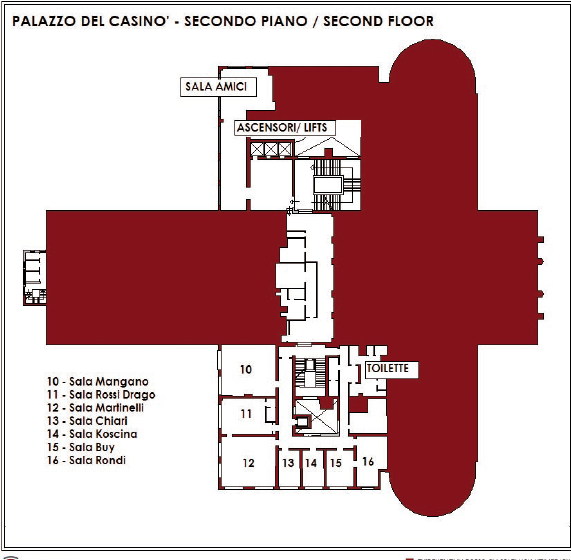 PALAZZO DEL CASINO' - SECONDO PIANO / SECOND FLOOR
SALA AMICI
ASCENSORI/ LIFTS
TOILETTE
10
11
12
13
14
15
16
10 - Sala Mangano
11 - Sala Rossi Drago
12 - Sala Martinelli
13 - Sala Chiari
14 - Sala Koscina
15 - Sala Buy
16 - Sala Rondi